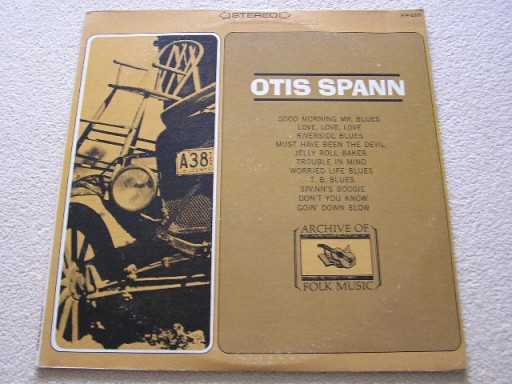 STEREO
OTIS SPANN
GOOD MORNING MR. BLUES
LOVE, LOVE, LOVE
RIVERSIDE BLUES
MUST HAVE BEEN THE DEVIL
JELLY ROLL BAKER
TROUBLE IN MIND
WORRIED LIFE BLUES
T. B. BLUES
SPANN'S BOOGIE
DON'T YOU KNOW
GOIN' DOWN SLOW
ARCHIVE OF
FOLK MUSIC
A38